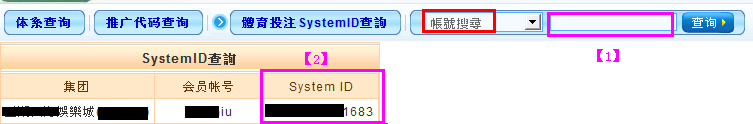 体系查询 推广代码查询 體育投注SystemID查詢 帳號搜尋 查询
【1】
SystemID查詢 【2】
集团 会员帐号 System ID
娛樂城 iu 1683